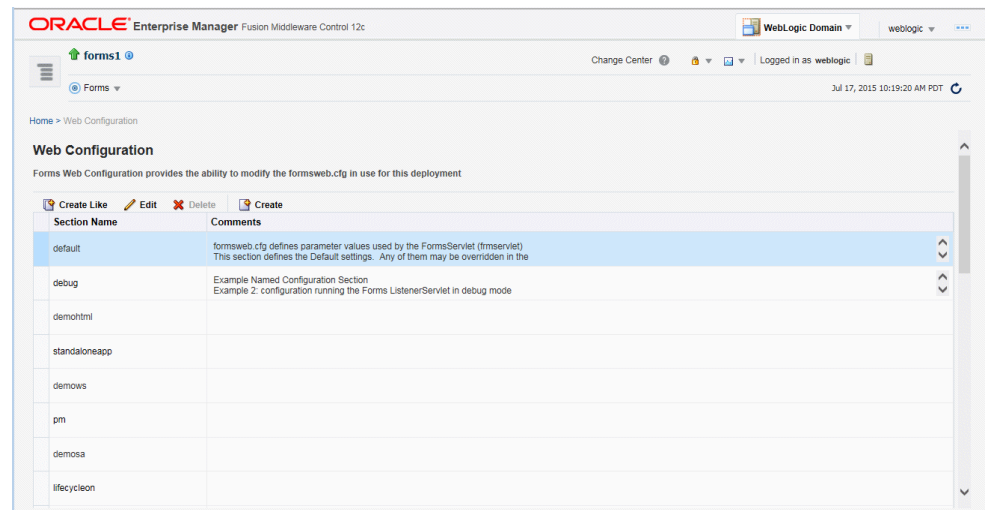 ORACLE Enterprise Manager Fusion Middleware Control 12c
WebLogic Domain
weblogic
forms1
Change Center
Logged in as weblogic
Forms
Jul 17, 2015 10:19:20 AM PDT
Home > Web Configuration
Web Configuration
Forms Web Configuration provides the ability to modify the formsweb.cfg in use for this deployment
Create Like Edit Delete Create
Section Name Comments
default
formsweb.cfg defines parameter values used by the FormsServlet (frmservlet)
This section defines the Default settings. Any of them may be overridden in the
debug
Example Named Configuration Section
Example 2: configuration running the Forms ListenerServlet in debug mode
demohtml
standaloneapp
demows
pm
demosa
lifecycleon